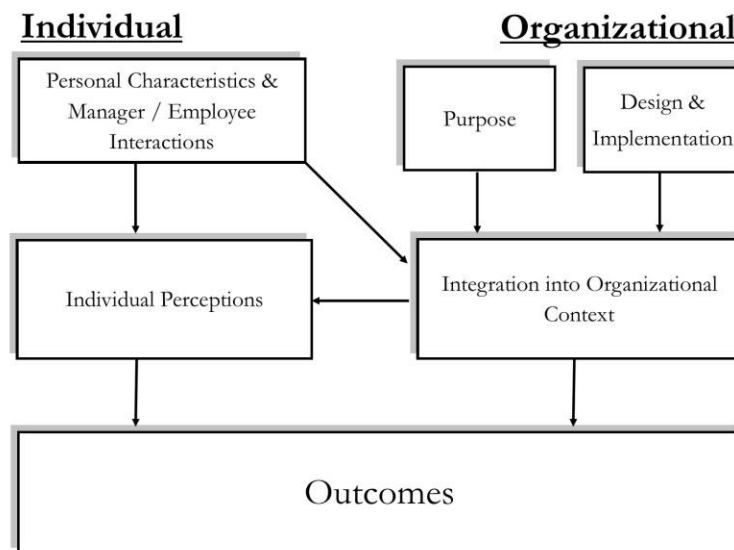 Individual
Organizational
Personal Characteristics &
Manager / Employee
Interactions
Purpose
Design &
Implementation
Individual Perceptions
Integration into Organizational
Context
Outcomes